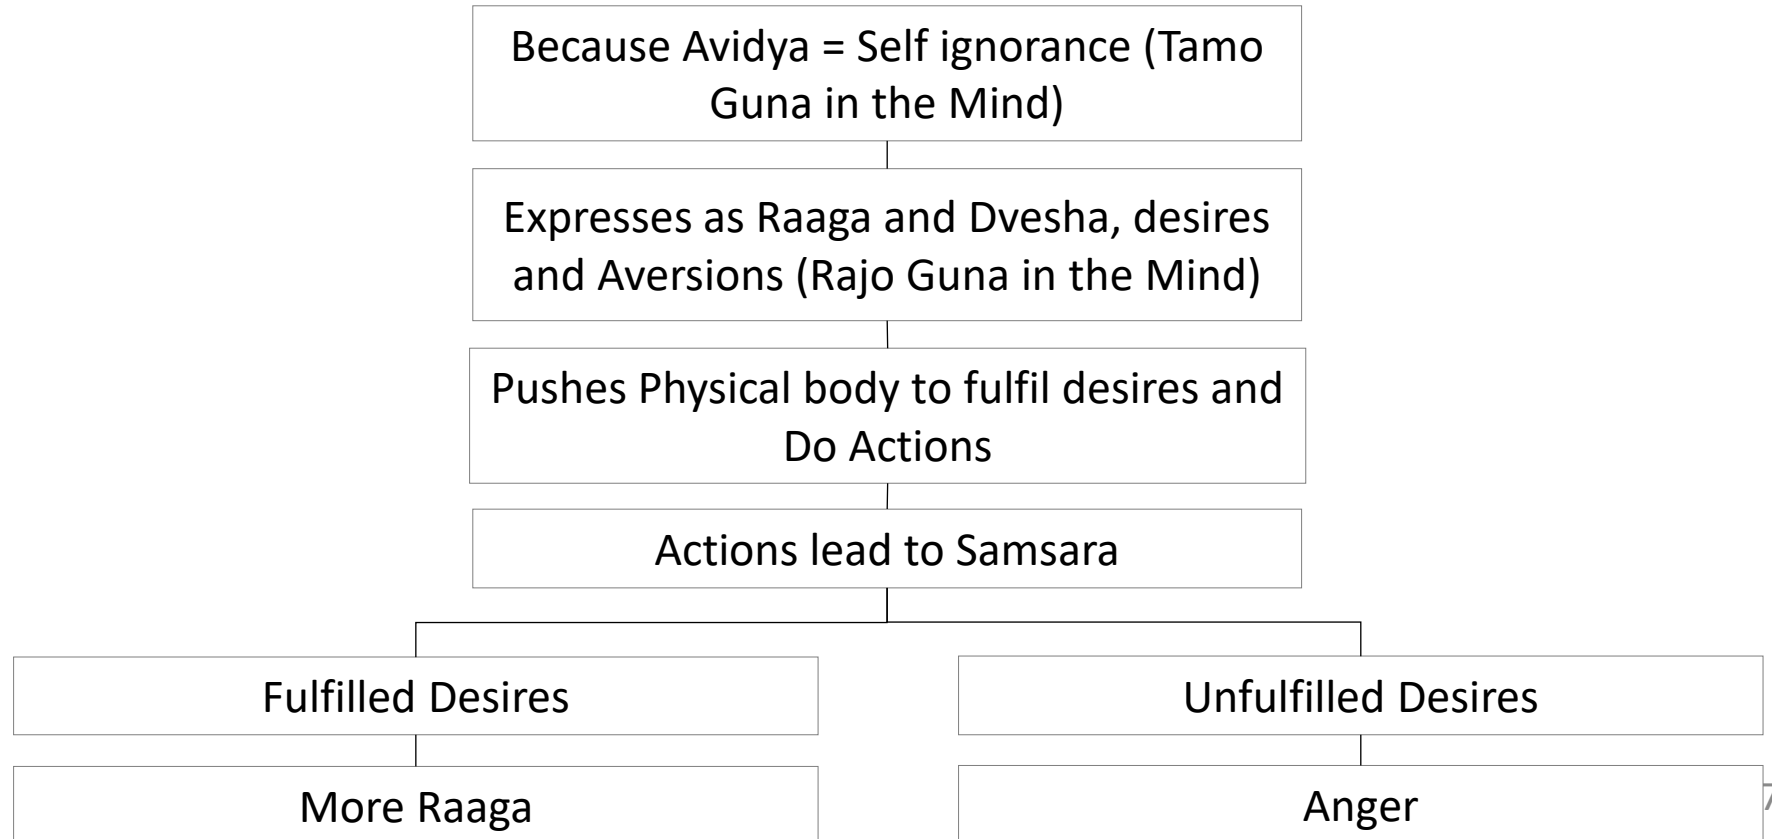 Because Avidya = Self ignorance (Tamo
Guna in the Mind)
Expresses as Raaga and Dvesha, desires
and Aversions (Rajo Guna in the Mind)
Pushes Physical body to fulfil desires and
Do Actions
Actions lead to Samsara
Fulfilled Desires
Unfulfilled Desires
More Raaga
Anger